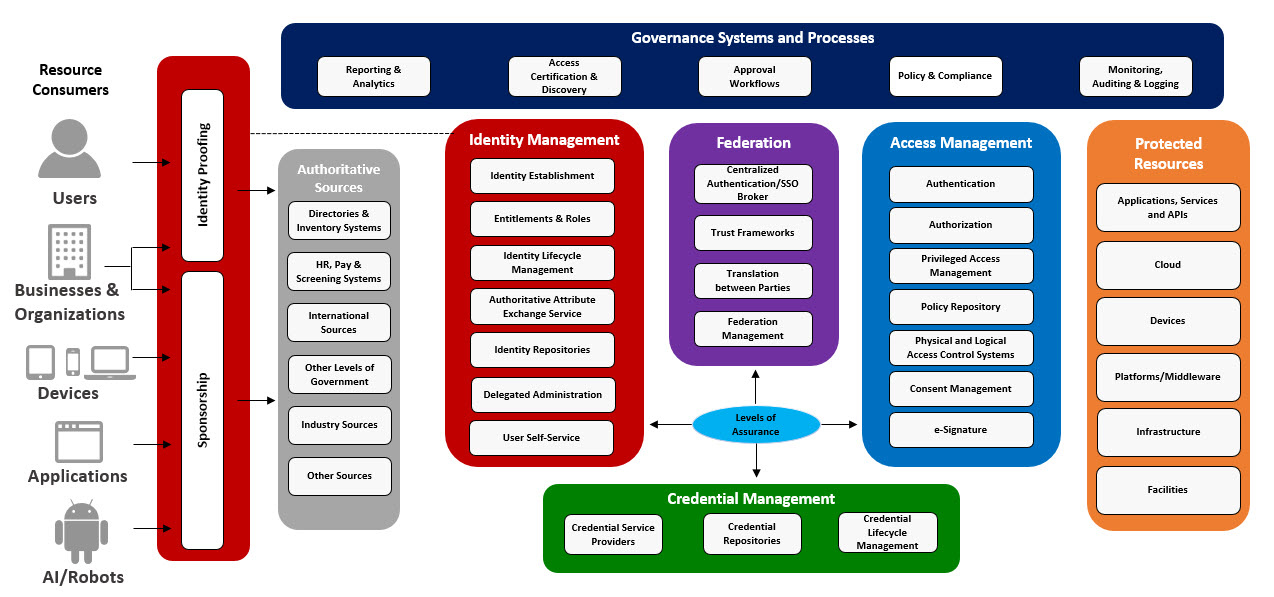 Governance Systems and Processes
Reporting &
Analytics
Access
Certification &
Discovery
Approval
Workflows
Policy & Compliance
Monitoring,
Auditing & Logging
Resource
Consumers
Users
Businesses &
Organizations
Devices
Applications
AI/Robots
Identity Proofing
Sponsorship
Authoritative
Sources
Directories &
Inventory Systems
HR, Pay &
Screening Systems
International
Sources
Other Levels of
Government
Industry Sources
Other Sources
Identity Management
Identity Establishment
Entitlements & Roles
Identity Lifecycle
Management
Authoritative Attribute
Exchange Service
Identity Repositories
Delegated Administration
User Self-Service
Federation
Centralized
Authentication/SSO
Broker
Trust Frameworks
Translation
between Parties
Federation
Management
Levels of
Assurance
Access Management
Authentication
Authorization
Privileged Access
Management
Policy Repository
Physical and Logical
Access Control Systems
Consent Management
e-Signature
Protected
Resources
Applications, Services
and APIs
Cloud
Devices
Platforms/Middleware
Infrastructure
Facilities
Credential Management
Credential Service
Providers
Credential
Repositories
Credential
Lifecycle
Management